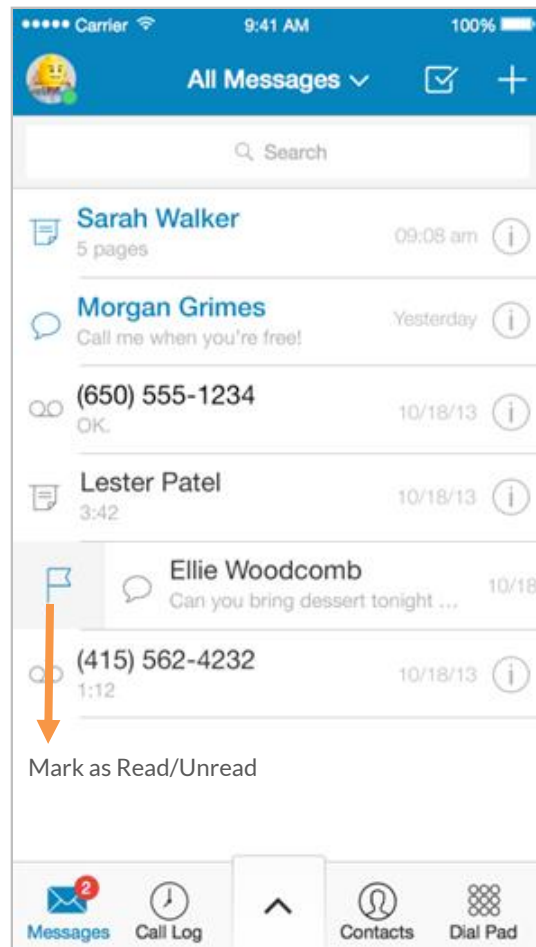 Carrier 9:41 AM 100%
All Messages
Search
Sarah Walker
09:08 am
5 pages
Morgan Grimes
Yesterday
Call me when you're free!
(650) 555-1234
10/18/13
OK.
Lester Patel
10/18/13
3:42
Ellie Woodcomb
10/18
Can you bring dessert tonight ...
(415) 562-4232
10/18/13
1:12
Mark as Read/Unread
2
Messages Call Log Contacts Dial Pad